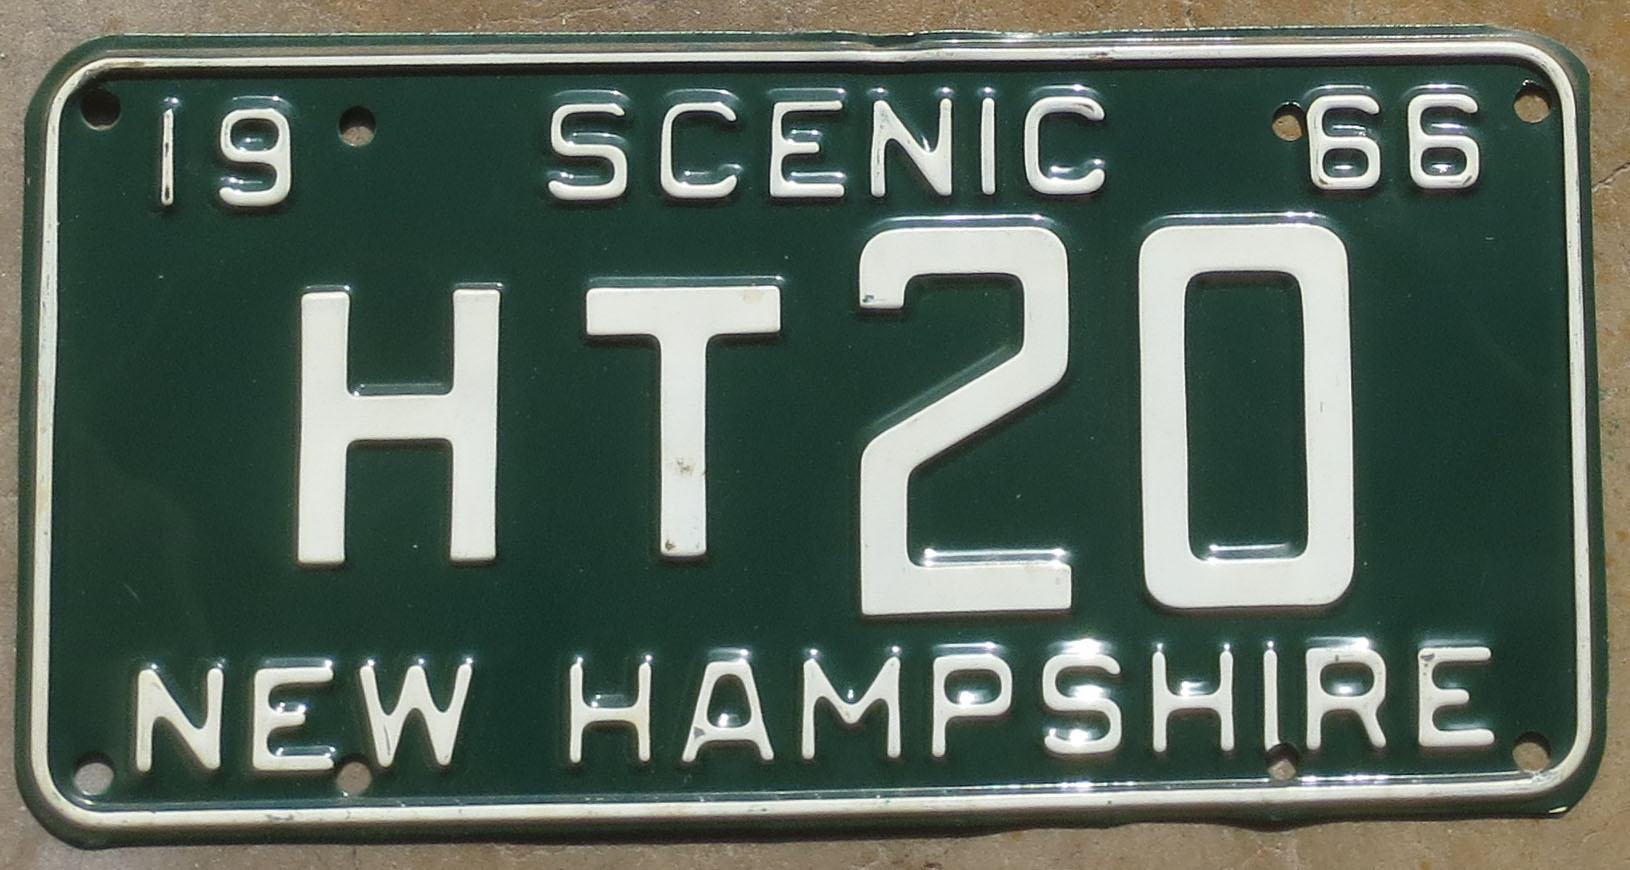 19 SCENIC 66
HT20
NEW HAMPSHIRE